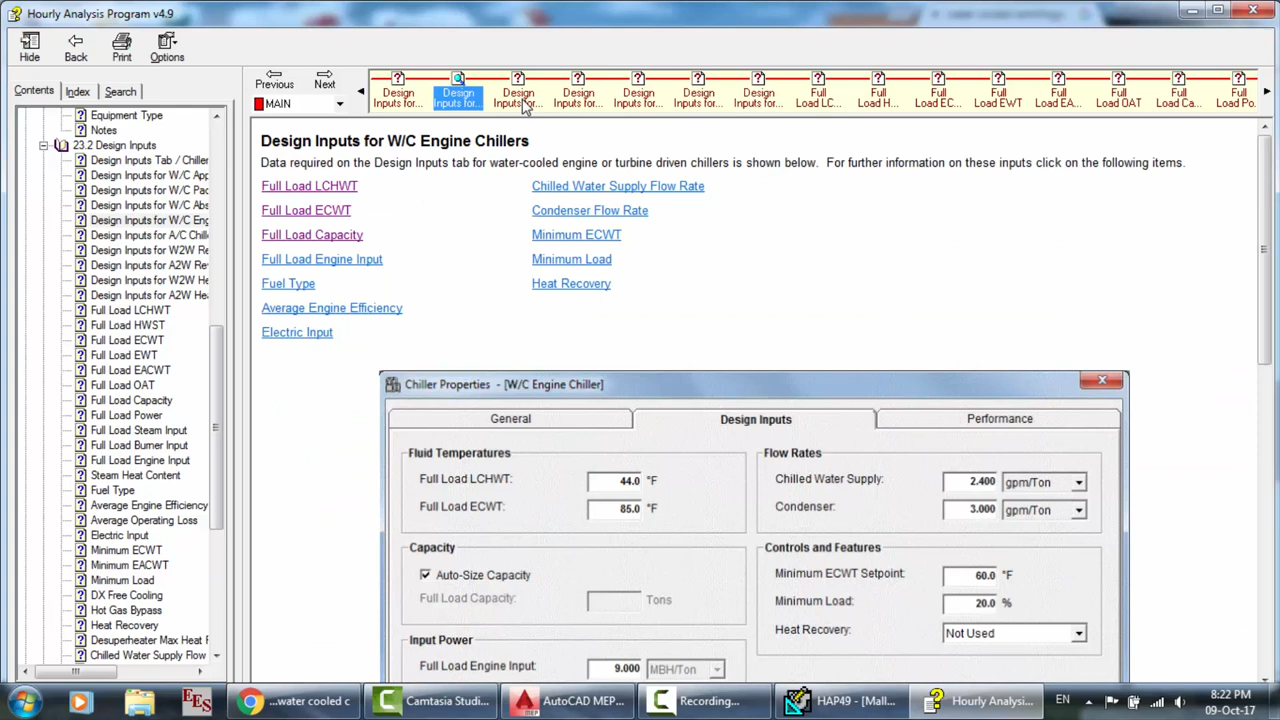 Hourly Analysis Program v4.9
Hide
Back
Print
Options
Contents
Index
Search
Previous
Next
MAIN
Design Inputs for...
Design Inputs for...
Design Inputs for...
Design Inputs for...
Design Inputs for...
Design Inputs for...
Design Inputs for...
Full Load LC...
Full Load H...
Full Load EC...
Full Load EWT
Full Load EA...
Full Load OAT
Full Load Ca...
Full Load Po...
Equipment Type
Notes
23.2 Design Inputs
Design Inputs Tab / Chiller
Design Inputs for W/C App
Design Inputs for W/C Pac
Design Inputs for W/C Abs
Design Inputs for W/C Eng
Design Inputs for A/C Chill
Design Inputs for W2W Re
Design Inputs for A2W Rev
Design Inputs for W2W He
Design Inputs for A2W Hea
Full Load LCHWT
Full Load HWST
Full Load ECWT
Full Load EWT
Full Load EACWT
Full Load OAT
Full Load Capacity
Full Load Power
Full Load Steam Input
Full Load Burner Input
Full Load Engine Input
Steam Heat Content
Fuel Type
Average Engine Efficiency
Average Operating Loss
Electric Input
Minimum ECWT
Minimum EACWT
Minimum Load
DX Free Cooling
Hot Gas Bypass
Heat Recovery
Desuperheater Max Heat F
Chilled Water Supply Flow
Design Inputs for W/C Engine Chillers
Data required on the Design Inputs tab for water-cooled engine or turbine driven chillers is shown below. For further information on these inputs click on the following items.
Full Load LCHWT
Chilled Water Supply Flow Rate
Full Load ECWT
Condenser Flow Rate
Full Load Capacity
Minimum ECWT
Full Load Engine Input
Minimum Load
Fuel Type
Heat Recovery
Average Engine Efficiency
Electric Input
Chiller Properties - [W/C Engine Chiller]
General
Design Inputs
Performance
Fluid Temperatures
Full Load LCHWT: 44.0 °F
Full Load ECWT: 85.0 °F
Capacity
Auto-Size Capacity
Full Load Capacity: Tons
Input Power
Full Load Engine Input: 9.000 MBH/Ton
Flow Rates
Chilled Water Supply: 2.400 gpm/Ton
Condenser: 3.000 gpm/Ton
Controls and Features
Minimum ECWT Setpoint: 60.0 °F
Minimum Load: 20.0 %
Heat Recovery: Not Used
EES
...water cooled c
Camtasia Studi...
AutoCAD MEP...
Recording...
HAP49 - [Mall...
Hourly Analysi...
EN
8:22 PM
09-Oct-17